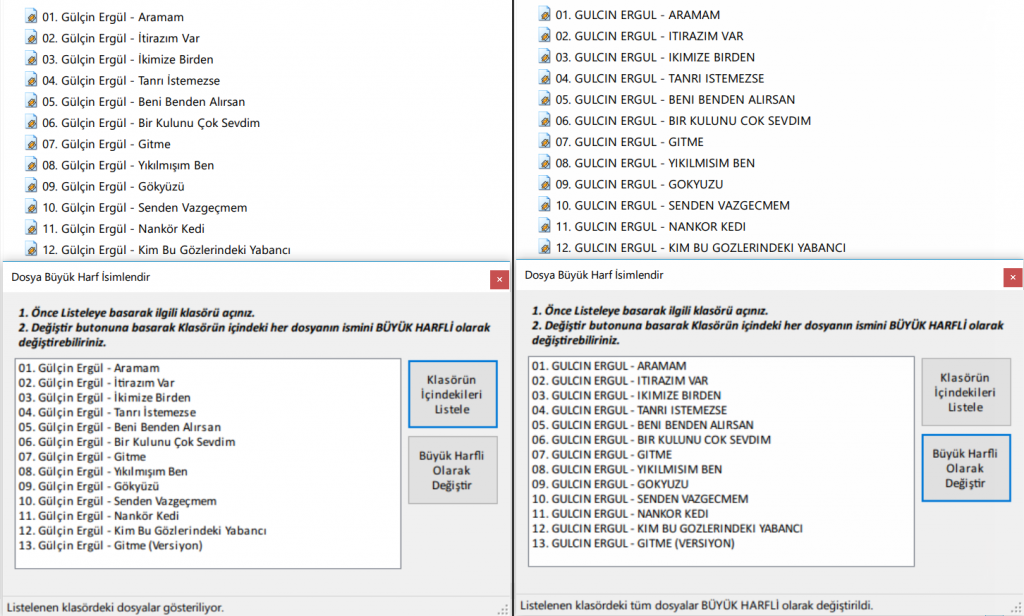 01. Gülçin Ergül - Aramam
02. Gülçin Ergül - İtirazım Var
03. Gülçin Ergül - İkimize Birden
04. Gülçin Ergül - Tanrı İstemezse
05. Gülçin Ergül - Beni Benden Alırsan
06. Gülçin Ergül - Bir Kulunu Çok Sevdim
07. Gülçin Ergül - Gitme
08. Gülçin Ergül - Yıkılmışım Ben
09. Gülçin Ergül - Gökyüzü
10. Gülçin Ergül - Senden Vazgeçmem
11. Gülçin Ergül - Nankör Kedi
12. Gülçin Ergül - Kim Bu Gözlerindeki Yabancı
Dosya Büyük Harf İsimlendir
×
1. Önce Listeleye basarak ilgili klasörü açınız.
2. Değiştir butonuna basarak Klasörün içindeki her dosyanın ismini BÜYÜK HARFLİ olarak
değiştirebiliriniz.
01. Gülçin Ergül - Aramam
02. Gülçin Ergül - İtirazım Var
03. Gülçin Ergül - İkimize Birden
04. Gülçin Ergül - Tanrı İstemezse
05. Gülçin Ergül - Beni Benden Alırsan
06. Gülçin Ergül - Bir Kulunu Çok Sevdim
07. Gülçin Ergül - Gitme
08. Gülçin Ergül - Yıkılmışım Ben
09. Gülçin Ergül - Gökyüzü
10. Gülçin Ergül - Senden Vazgeçmem
11. Gülçin Ergül - Nankör Kedi
12. Gülçin Ergül - Kim Bu Gözlerindeki Yabancı
13. Gülçin Ergül - Gitme (Versiyon)
Klasörün
İçindekileri
Listele
Büyük Harfli
Olarak
Değiştir
Listelenen klasördeki dosyalar gösteriliyor.
01. GULCIN ERGUL - ARAMAM
02. GULCIN ERGUL - ITIRAZIM VAR
03. GULCIN ERGUL - IKIMIZE BIRDEN
04. GULCIN ERGUL - TANRI ISTEMEZSE
05. GULCIN ERGUL - BENI BENDEN ALIRSAN
06. GULCIN ERGUL - BIR KULUNU COK SEVDIM
07. GULCIN ERGUL - GITME
08. GULCIN ERGUL - YIKILMISIM BEN
09. GULCIN ERGUL - GOKYUZU
10. GULCIN ERGUL - SENDEN VAZGECMEM
11. GULCIN ERGUL - NANKOR KEDI
12. GULCIN ERGUL - KIM BU GOZLERINDEKI YABANCI
Dosya Büyük Harf İsimlendir
×
1. Önce Listeleye basarak ilgili klasörü açınız.
2. Değiştir butonuna basarak Klasörün içindeki her dosyanın ismini BÜYÜK HARFLİ olarak
değiştirebiliriniz.
01. GULCIN ERGUL - ARAMAM
02. GULCIN ERGUL - ITIRAZIM VAR
03. GULCIN ERGUL - IKIMIZE BIRDEN
04. GULCIN ERGUL - TANRI ISTEMEZSE
05. GULCIN ERGUL - BENI BENDEN ALIRSAN
06. GULCIN ERGUL - BIR KULUNU COK SEVDIM
07. GULCIN ERGUL - GITME
08. GULCIN ERGUL - YIKILMISIM BEN
09. GULCIN ERGUL - GOKYUZU
10. GULCIN ERGUL - SENDEN VAZGECMEM
11. GULCIN ERGUL - NANKOR KEDI
12. GULCIN ERGUL - KIM BU GOZLERINDEKI YABANCI
13. GULCIN ERGUL - GITME (VERSIYON)
Klasörün
İçindekileri
Listele
Büyük Harfli
Olarak
Değiştir
Listelenen klasördeki tüm dosyalar BÜYÜK HARFLİ olarak değiştirildi.